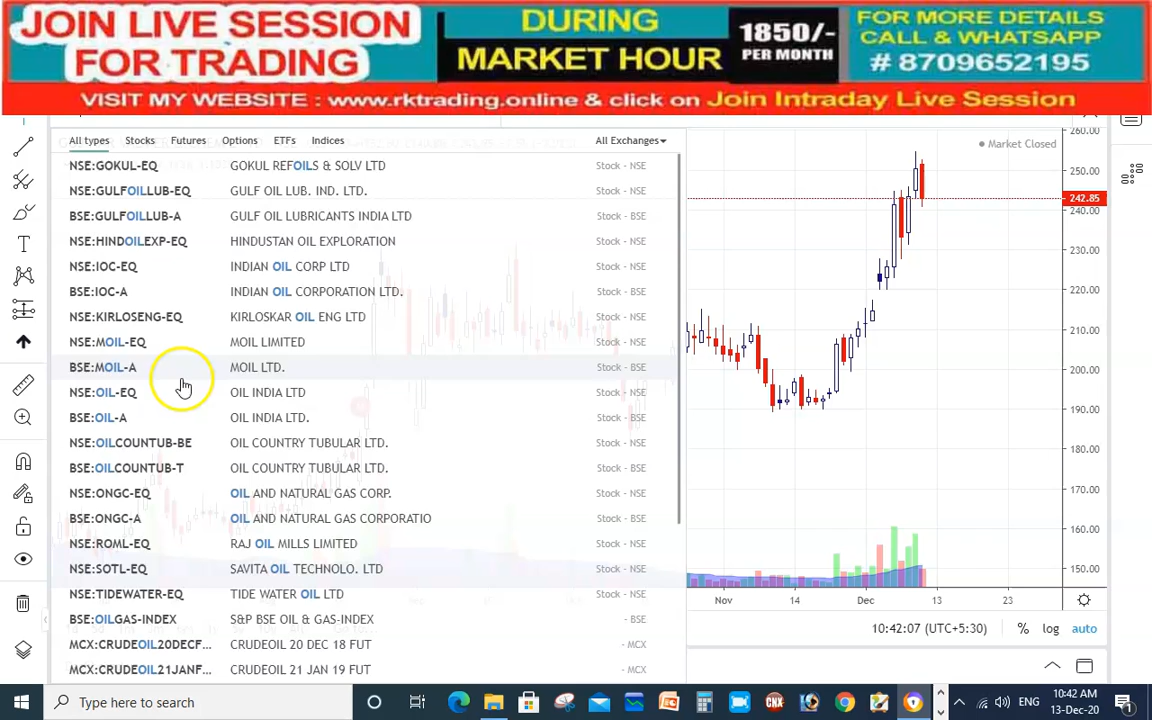 JOIN LIVE SESSION
FOR TRADING
DURING
MARKET HOUR
1850/-
PER MONTH
FOR MORE DETAILS
CALL & WHATSAPP
# 8709652195
VISIT MY WEBSITE : www.rktrading.online & click on Join Intraday Live Session
All types Stocks Futures Options ETFs Indices All Exchanges
NSE:GOKUL-EQ GOKUL REFOILS & SOLV LTD Stock - NSE
NSE:GULFOILLUB-EQ GULF OIL LUB. IND. LTD. Stock - NSE
BSE:GULFOILLUB-A GULF OIL LUBRICANTS INDIA LTD Stock - BSE
NSE:HINDOILEXP-EQ HINDUSTAN OIL EXPLORATION Stock - NSE
NSE:IOC-EQ INDIAN OIL CORP LTD Stock - NSE
BSE:IOC-A INDIAN OIL CORPORATION LTD. Stock - BSE
NSE:KIRLOSENG-EQ KIRLOSKAR OIL ENG LTD Stock - NSE
NSE:MOIL-EQ MOIL LIMITED Stock - NSE
BSE:MOIL-A MOIL LTD. Stock - BSE
NSE:OIL-EQ OIL INDIA LTD Stock - NSE
BSE:OIL-A OIL INDIA LTD. Stock - BSE
NSE:OILCOUNTUB-BE OIL COUNTRY TUBULAR LTD. Stock - NSE
BSE:OILCOUNTUB-T OIL COUNTRY TUBULAR LTD. Stock - BSE
NSE:ONGC-EQ OIL AND NATURAL GAS CORP. Stock - NSE
BSE:ONGC-A OIL AND NATURAL GAS CORPORATIO Stock - BSE
NSE:ROML-EQ RAJ OIL MILLS LIMITED Stock - NSE
NSE:SOTL-EQ SAVITA OIL TECHNOLO. LTD Stock - NSE
NSE:TIDEWATER-EQ TIDE WATER OIL LTD Stock - NSE
BSE:OILGAS-INDEX S&P BSE OIL & GAS-INDEX - BSE
MCX:CRUDEOIL20DECF... CRUDEOIL 20 DEC 18 FUT - MCX
MCX:CRUDEOIL21JANF... CRUDEOIL 21 JAN 19 FUT - MCX
Market Closed
260.00
250.00
242.85
240.00
230.00
220.00
210.00
200.00
190.00
180.00
170.00
160.00
150.00
Nov 14 Dec 13 23
10:42:07 (UTC+5:30) % log auto
Type here to search
CNX
ENG
10:42 AM
13-Dec-20
1